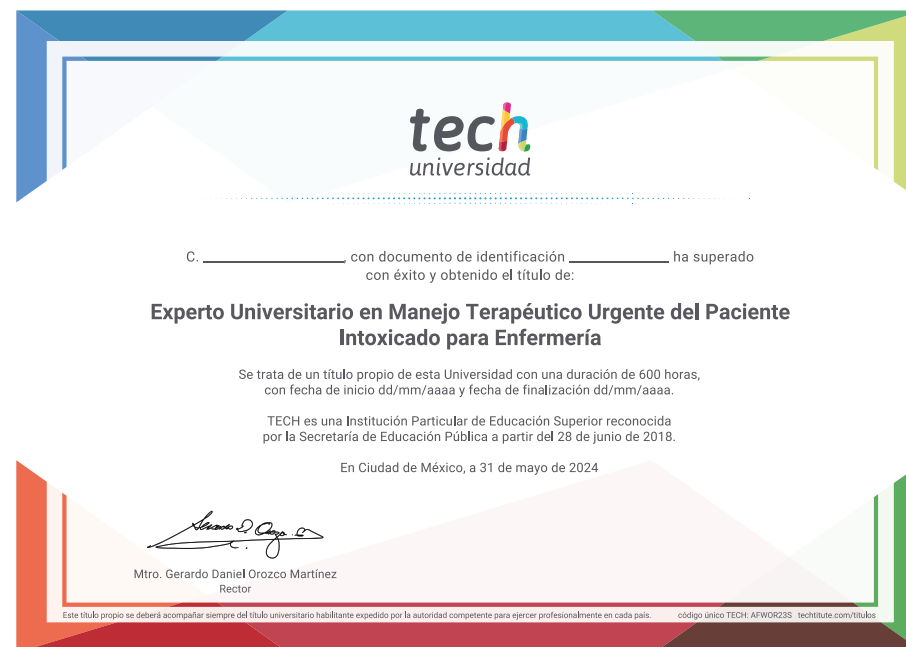 tech
universidad
C. ____________, con documento de identificación ____________ ha superado
con éxito y obtenido el título de:
Experto Universitario en Manejo Terapéutico Urgente del Paciente
Intoxicado para Enfermería
Se trata de un título propio de esta Universidad con una duración de 600 horas,
con fecha de inicio dd/mm/aaaa y fecha de finalización dd/mm/aaaa.
TECH es una Institución Particular de Educación Superior reconocida
por la Secretaría de Educación Pública a partir del 28 de junio de 2018.
En Ciudad de México, a 31 de mayo de 2024
Mtro. Gerardo Daniel Orozco Martínez
Rector
Este título propio se deberá acompañar siempre del título universitario habilitante expedido por la autoridad competente para ejercer profesionalmente en cada país. código único TECH: AFWOR23S techtitute.com/titulos